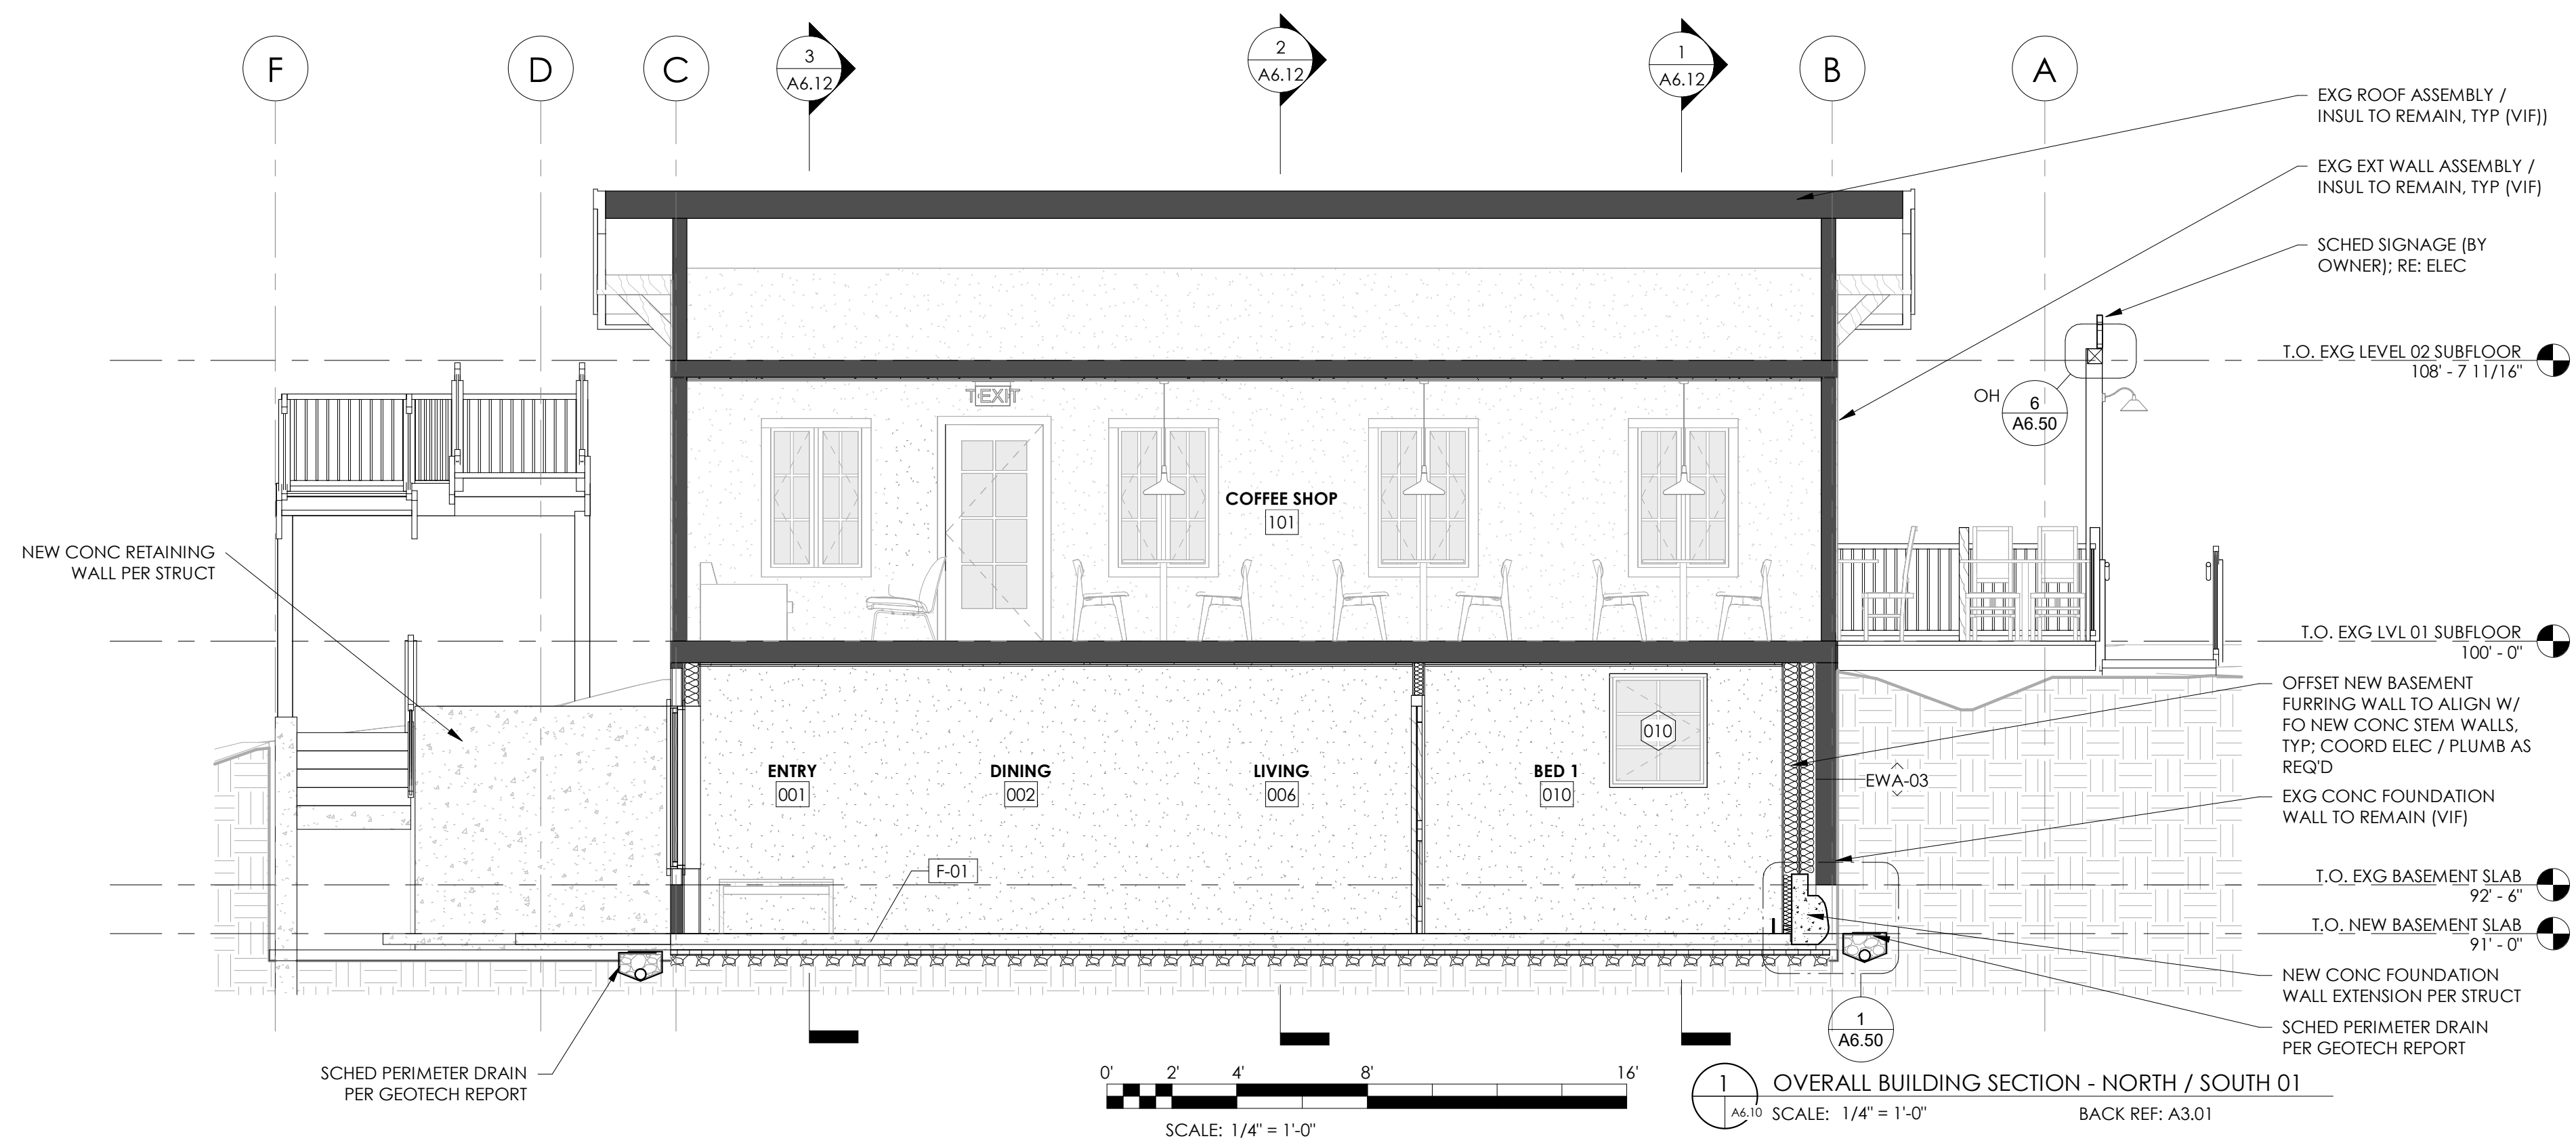 F
D
C
3
A6.12
2
A6.12
1
A6.12
B
A
EXG ROOF ASSEMBLY /
INSUL TO REMAIN, TYP (VIF))
EXG EXT WALL ASSEMBLY /
INSUL TO REMAIN, TYP (VIF)
SCHED SIGNAGE (BY
OWNER); RE: ELEC
T.O. EXG LEVEL 02 SUBFLOOR
108' - 7 11/16"
OH
6
A6.50
EXIT
COFFEE SHOP
101
NEW CONC RETAINING
WALL PER STRUCT
T.O. EXG LVL 01 SUBFLOOR
100' - 0"
OFFSET NEW BASEMENT
FURRING WALL TO ALIGN W/
FO NEW CONC STEM WALLS,
TYP; COORD ELEC / PLUMB AS
REQ'D
010
ENTRY
001
DINING
002
LIVING
006
BED 1
010
EWA-03
EXG CONC FOUNDATION
WALL TO REMAIN (VIF)
F-01
T.O. EXG BASEMENT SLAB
92' - 6"
T.O. NEW BASEMENT SLAB
91' - 0"
NEW CONC FOUNDATION
WALL EXTENSION PER STRUCT
SCHED PERIMETER DRAIN
PER GEOTECH REPORT
1
A6.50
SCHED PERIMETER DRAIN
PER GEOTECH REPORT
0' 2' 4' 8' 16'
SCALE: 1/4" = 1'-0"
1
A6.10
OVERALL BUILDING SECTION - NORTH / SOUTH 01
SCALE: 1/4" = 1'-0"
BACK REF: A3.01